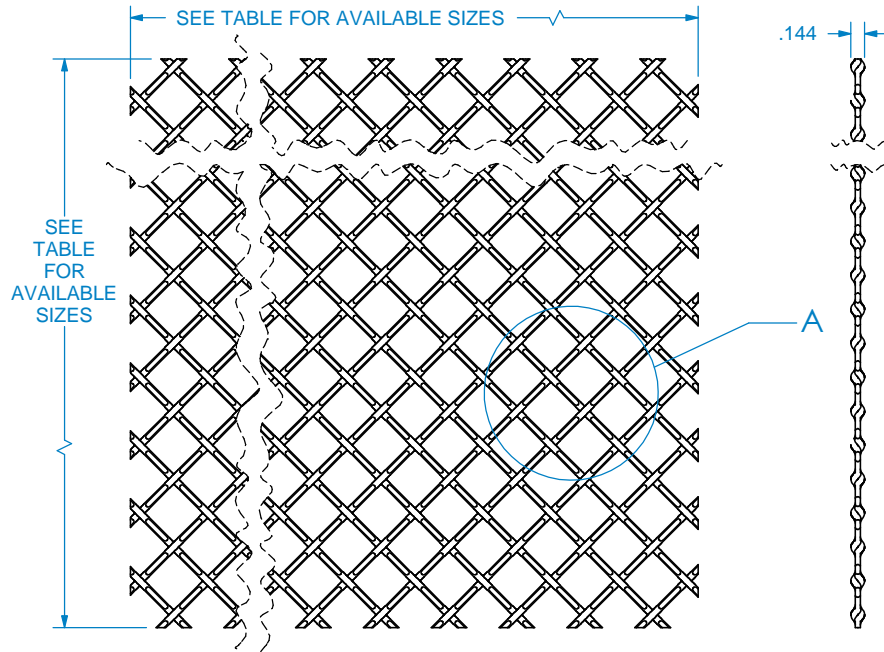 SEE TABLE FOR AVAILABLE SIZES
.144
SEE
TABLE
FOR
AVAILABLE
SIZES
A